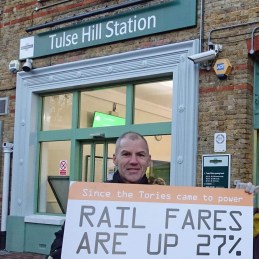 Tulse Hill Station
Since the Tories came to power
RAIL FARES
ARE UP 27%